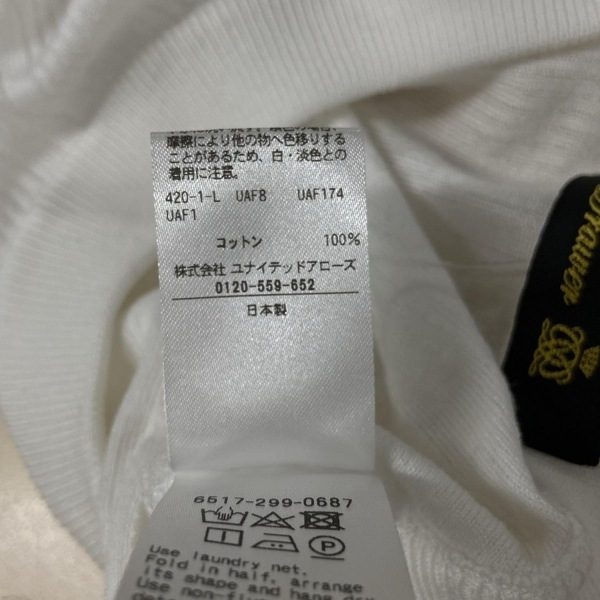 摩擦により他の物へ色移りする
ことがあるため、白・淡色との
着用に注意。
420-1-L UAF8 UAF174
UAF1
コットン 100%
株式会社 ユナイテッドアローズ
0120-559-652
日本製
6517-299-0687
Use laundry net.
Fold in half, arrange
its shape and hang dry.
Drawer